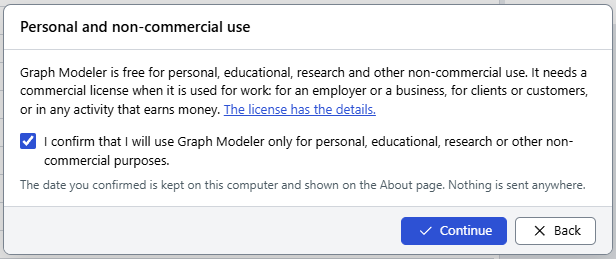 Personal and non-commercial use
Graph Modeler is free for personal, educational, research and other non-commercial use. It needs a
commercial license when it is used for work: for an employer or a business, for clients or customers,
or in any activity that earns money. The license has the details.
I confirm that I will use Graph Modeler only for personal, educational, research or other non-
commercial purposes.
The date you confirmed is kept on this computer and shown on the About page. Nothing is sent anywhere.
Continue
Back